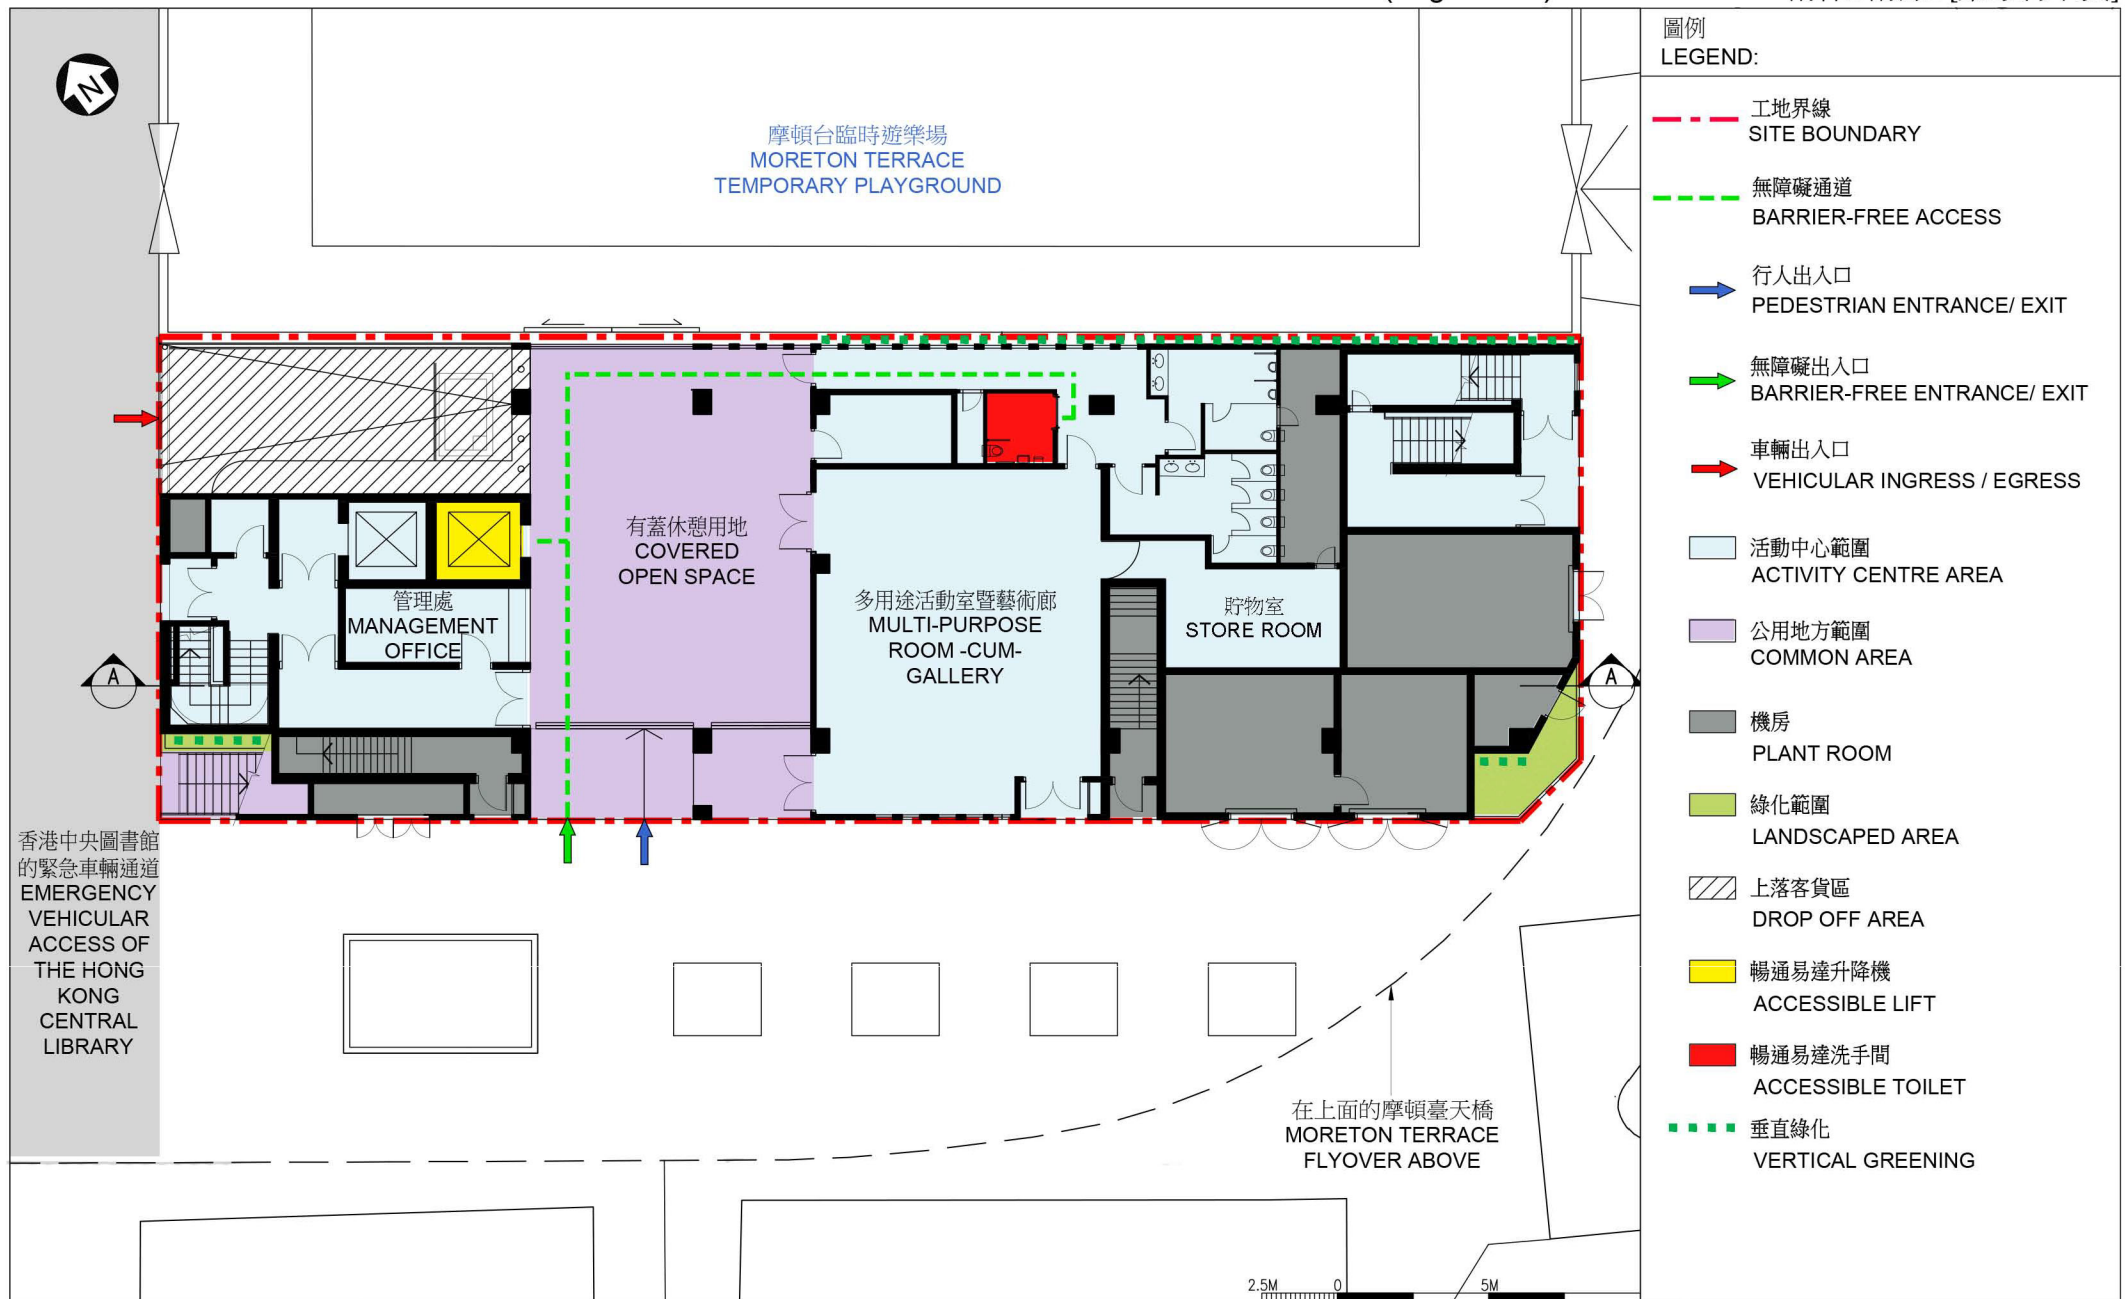 圖例
LEGEND:
工地界線
SITE BOUNDARY
無障礙通道
BARRIER-FREE ACCESS
行人出入口
PEDESTRIAN ENTRANCE/ EXIT
無障礙出入口
BARRIER-FREE ENTRANCE/ EXIT
車輛出入口
VEHICULAR INGRESS / EGRESS
活動中心範圍
ACTIVITY CENTRE AREA
公用地方範圍
COMMON AREA
機房
PLANT ROOM
綠化範圍
LANDSCAPED AREA
上落客貨區
DROP OFF AREA
暢通易達升降機
ACCESSIBLE LIFT
暢通易達洗手間
ACCESSIBLE TOILET
垂直綠化
VERTICAL GREENING
N
摩頓台臨時遊樂場
MORETON TERRACE
TEMPORARY PLAYGROUND
有蓋休憩用地
COVERED
OPEN SPACE
管理處
MANAGEMENT
OFFICE
多用途活動室暨藝術廊
MULTI-PURPOSE
ROOM -CUM-
GALLERY
貯物室
STORE ROOM
A
A
香港中央圖書館
的緊急車輛通道
EMERGENCY
VEHICULAR
ACCESS OF
THE HONG
KONG
CENTRAL
LIBRARY
在上面的摩頓臺天橋
MORETON TERRACE
FLYOVER ABOVE
2.5M 0 5M